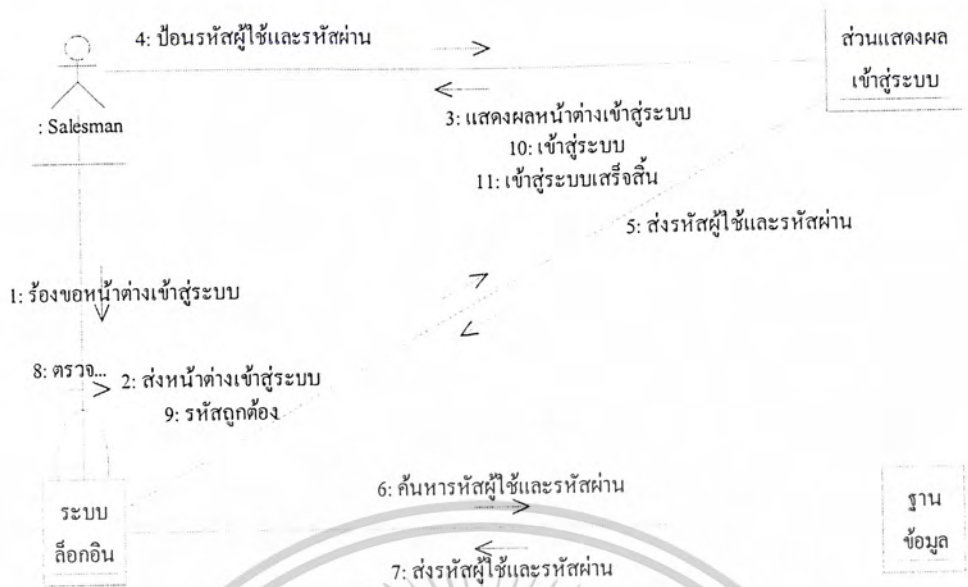 4: ป้อนรหัสผู้ใช้และรหัสผ่าน
ส่วนแสดงผล
เข้าสู่ระบบ
: Salesman
3: แสดงผลหน้าต่างเข้าสู่ระบบ
10: เข้าสู่ระบบ
11: เข้าสู่ระบบเสร็จสิ้น
5: ส่งรหัสผู้ใช้และรหัสผ่าน
1: ร้องขอหน้าต่างเข้าสู่ระบบ
8: ตรวจ...
2: ส่งหน้าต่างเข้าสู่ระบบ
9: รหัสถูกต้อง
ระบบ
ล็อกอิน
6: ค้นหารหัสผู้ใช้และรหัสผ่าน
ฐาน
ข้อมูล
7: ส่งรหัสผู้ใช้และรหัสผ่าน